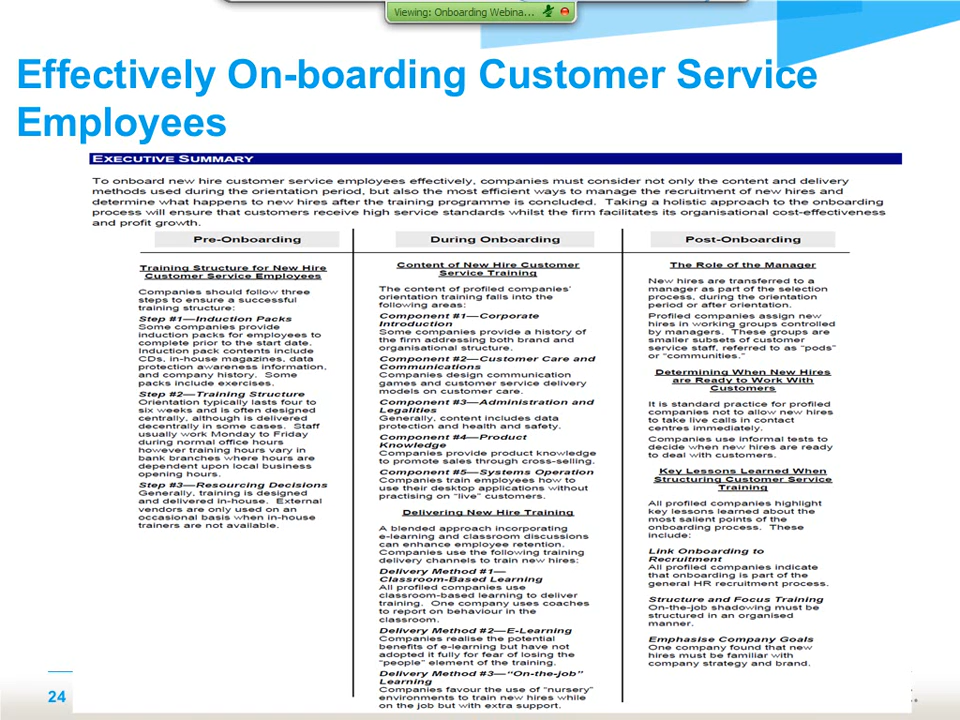 Viewing: Onboarding Webina...
Effectively On-boarding Customer Service
Employees
EXECUTIVE SUMMARY
To onboard new hire customer service employees effectively, companies must consider not only the content and delivery
methods used during the orientation period, but also the most efficient ways to manage the recruitment of new hires and
determine what happens to new hires after the training programme is concluded. Taking a holistic approach to the onboarding
process will ensure that customers receive high service standards whilst the firm facilitates its organisational cost-effectiveness
and profit growth.
Pre-Onboarding
Training Structure for New Hire
Customer Service Employees
Companies should follow three
steps to ensure a successful
training structure:
Step #1—Induction Packs
Some companies provide
induction packs for employees to
complete prior to the start date.
Induction pack contents include
CDs, in-house magazines, data
protection awareness information,
and company history. Some
packs include exercises.
Step #2—Training Structure
Orientation typically lasts four to
six weeks and is often designed
centrally, although is delivered
decentrally in some cases. Staff
usually work Monday to Friday
during normal office hours
however training hours vary in
bank branches where hours are
dependent upon local business
opening hours.
Step #3—Resourcing Decisions
Generally, training is designed
and delivered in-house. External
vendors are only used on an
occasional basis when in-house
trainers are not available.
During Onboarding
Content of New Hire Customer
Service Training
The content of profiled companies'
orientation training falls into the
following areas:
Component #1—Corporate
Introduction
Some companies provide a history of
the firm addressing both brand and
organisational structure.
Component #2—Customer Care and
Communications
Companies design communication
games and customer service delivery
models on customer care.
Component #3—Administration and
Legalities
Generally, content includes data
protection and health and safety.
Component #4—Product
Knowledge
Companies provide product knowledge
to promote sales through cross-selling.
Component #5—Systems Operation
Companies train employees how to
use their desktop applications without
practising on "live" customers.
Delivering New Hire Training
A blended approach incorporating
e-learning and classroom discussions
can enhance employee retention.
Companies use the following training
delivery channels to train new hires:
Delivery Method #1—
Classroom-Based Learning
All profiled companies use
classroom-based learning to deliver
training. One company uses coaches
to report on behaviour in the
classroom.
Delivery Method #2—E-Learning
Companies realise the potential
benefits of e-learning but have not
adopted it fully for fear of losing the
"people" element of the training.
Delivery Method #3—"On-the-job"
Learning
Companies favour the use of "nursery"
environments to train new hires while
on the job but with extra support.
Post-Onboarding
The Role of the Manager
New hires are transferred to a
manager as part of the selection
process, during the orientation
period or after orientation.
Profiled companies assign new
hires in working groups controlled
by managers. These groups are
smaller subsets of customer
service staff, referred to as "pods"
or "communities."
Determining When New Hires
are Ready to Work With
Customers
It is standard practice for profiled
companies not to allow new hires
to take live calls in contact
centres immediately.
Companies use informal tests to
decide when new hires are ready
to deal with customers.
Key Lessons Learned When
Structuring Customer Service
Training
All profiled companies highlight
key lessons learned about the
most salient points of the
onboarding process. These
include:
Link Onboarding to
Recruitment
All profiled companies indicate
that onboarding is part of the
general HR recruitment process.
Structure and Focus Training
On-the-job shadowing must be
structured in an organised
manner.
Emphasise Company Goals
One company found that new
hires must be familiar with
company strategy and brand.
24